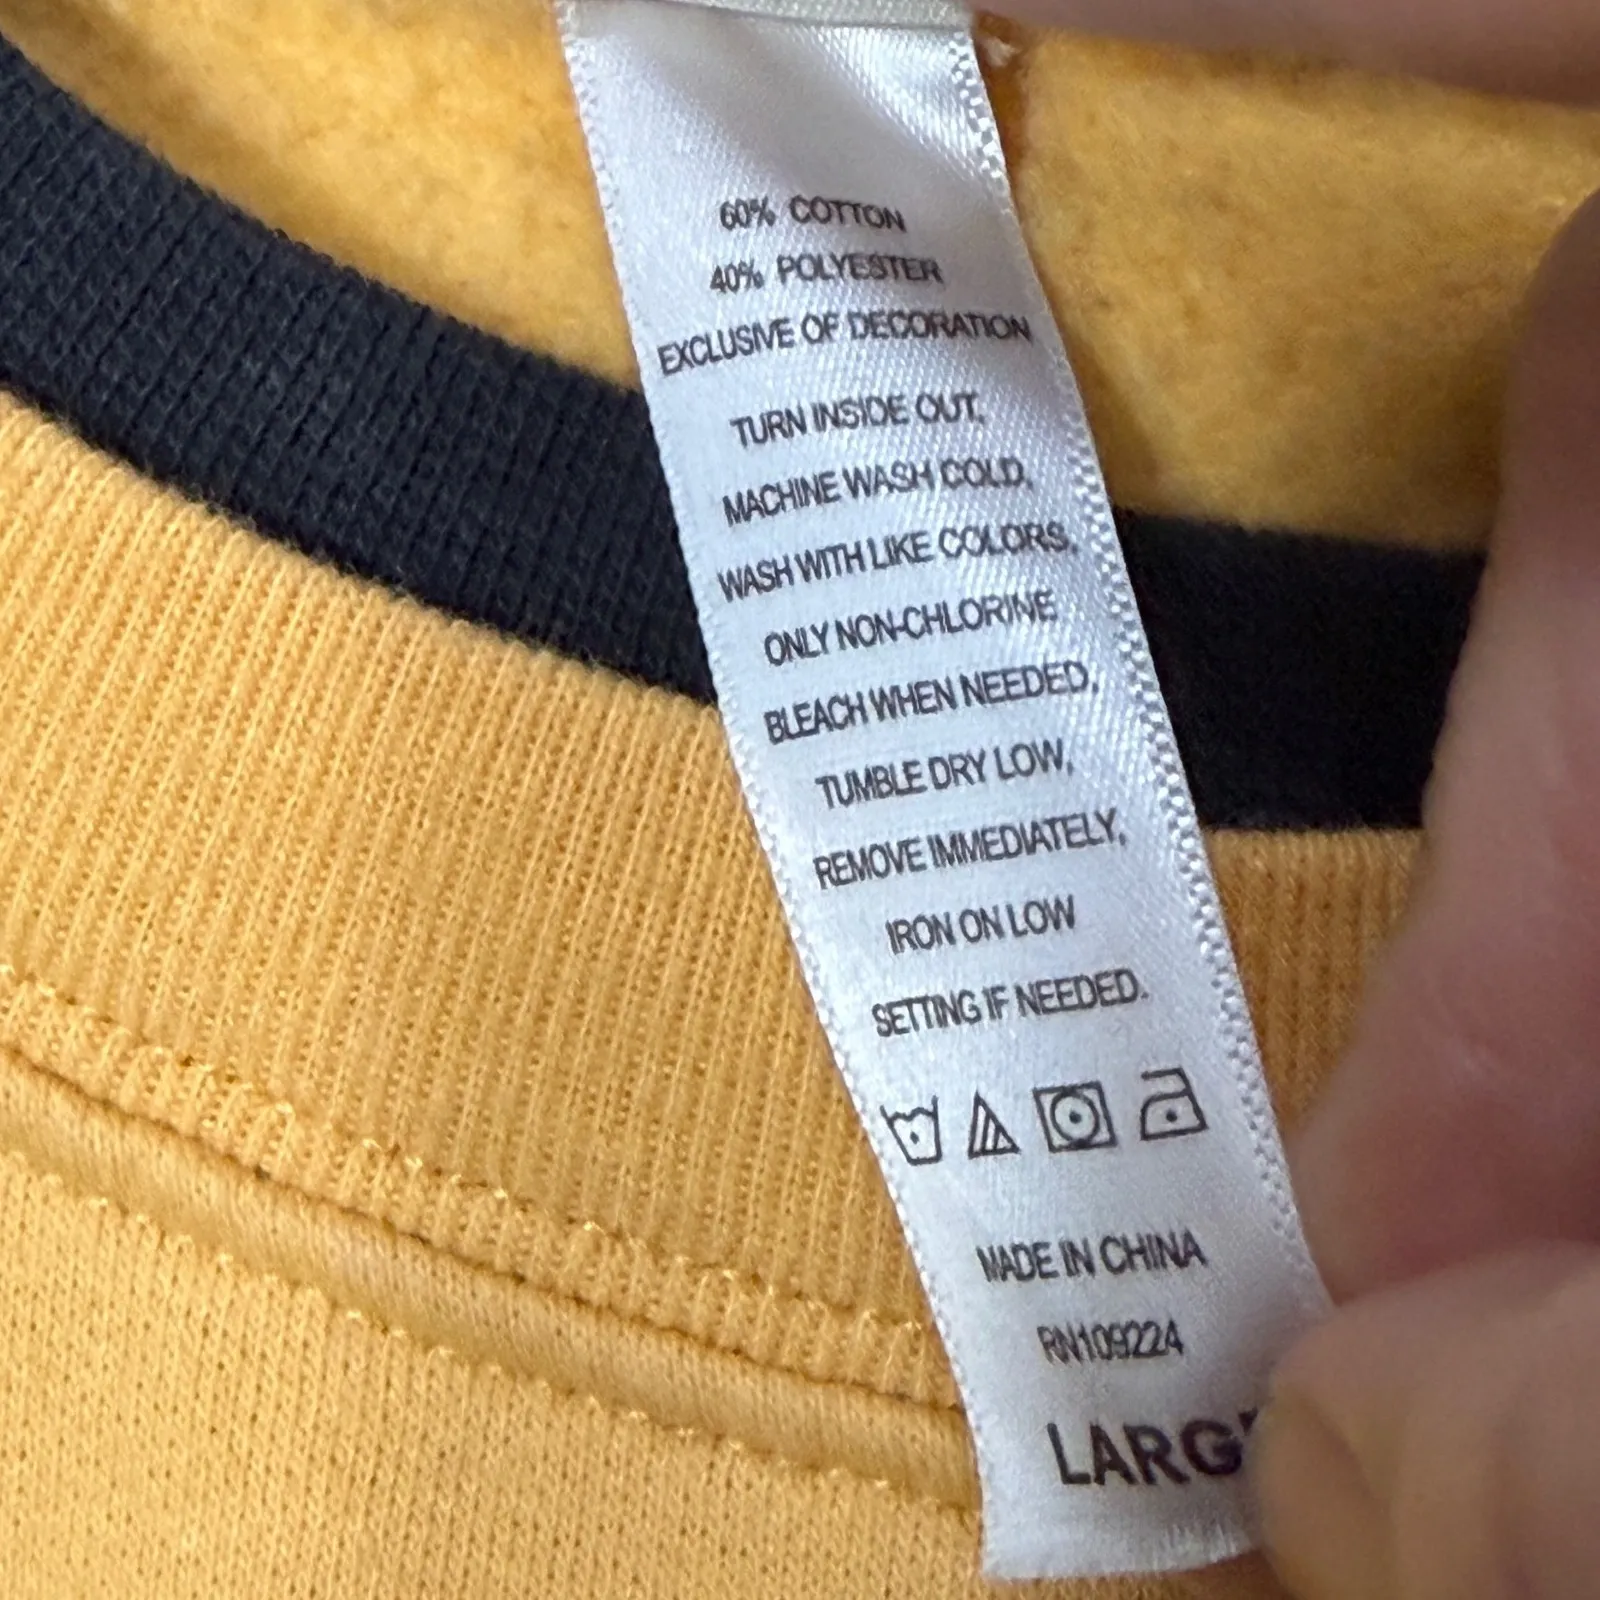 60% COTTON
40% POLYESTER
EXCLUSIVE OF DECORATION
TURN INSIDE OUT,
MACHINE WASH COLD,
WASH WITH LIKE COLORS,
ONLY NON-CHLORINE
BLEACH WHEN NEEDED,
TUMBLE DRY LOW,
REMOVE IMMEDIATELY,
IRON ON LOW
SETTING IF NEEDED.
MADE IN CHINA
RN109224
LARGE